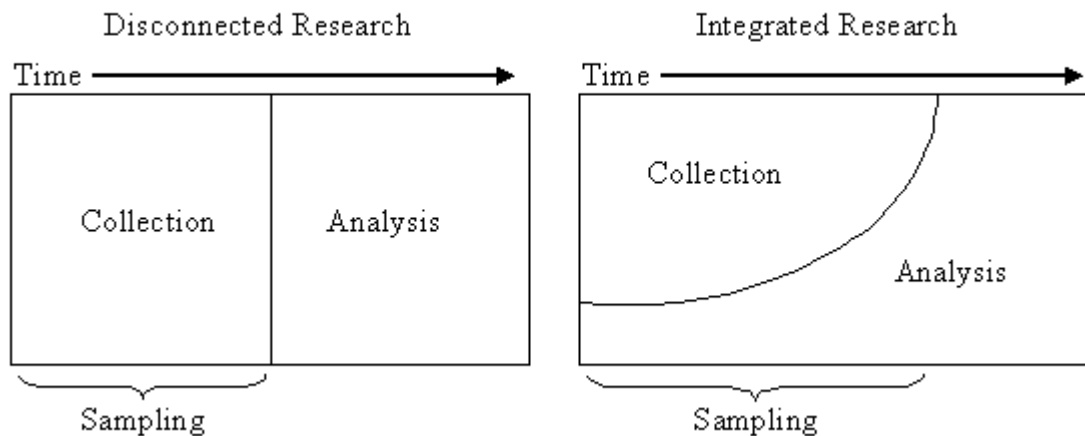 Disconnected Research
Time
Collection
Analysis
Sampling
Integrated Research
Time
Collection
Analysis
Sampling